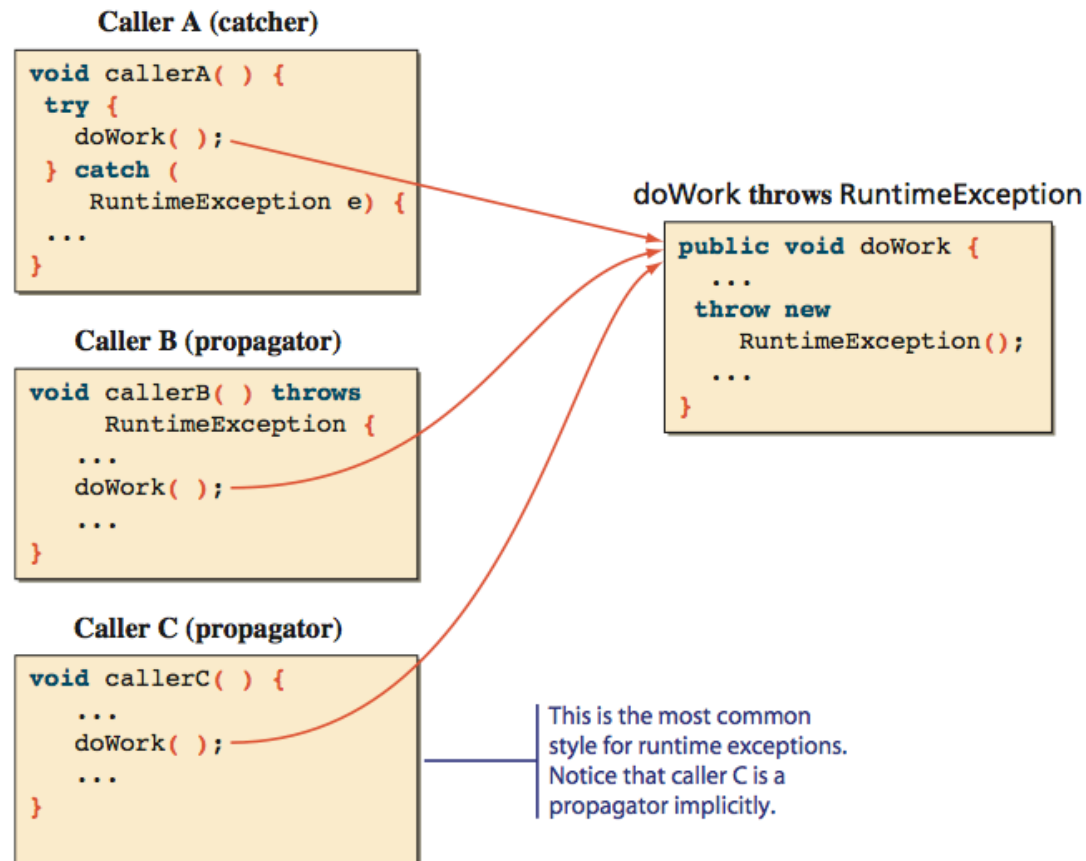 Caller A (catcher)
void callerA( ) {
try {
doWork( );
} catch (
RuntimeException e) {
...
}
doWork throws RuntimeException
public void doWork {
...
throw new
RuntimeException();
...
}
Caller B (propagator)
void callerB( ) throws
RuntimeException {
...
doWork( );
...
}
Caller C (propagator)
void callerC( ) {
...
doWork( );
...
}
This is the most common
style for runtime exceptions.
Notice that caller C is a
propagator implicitly.